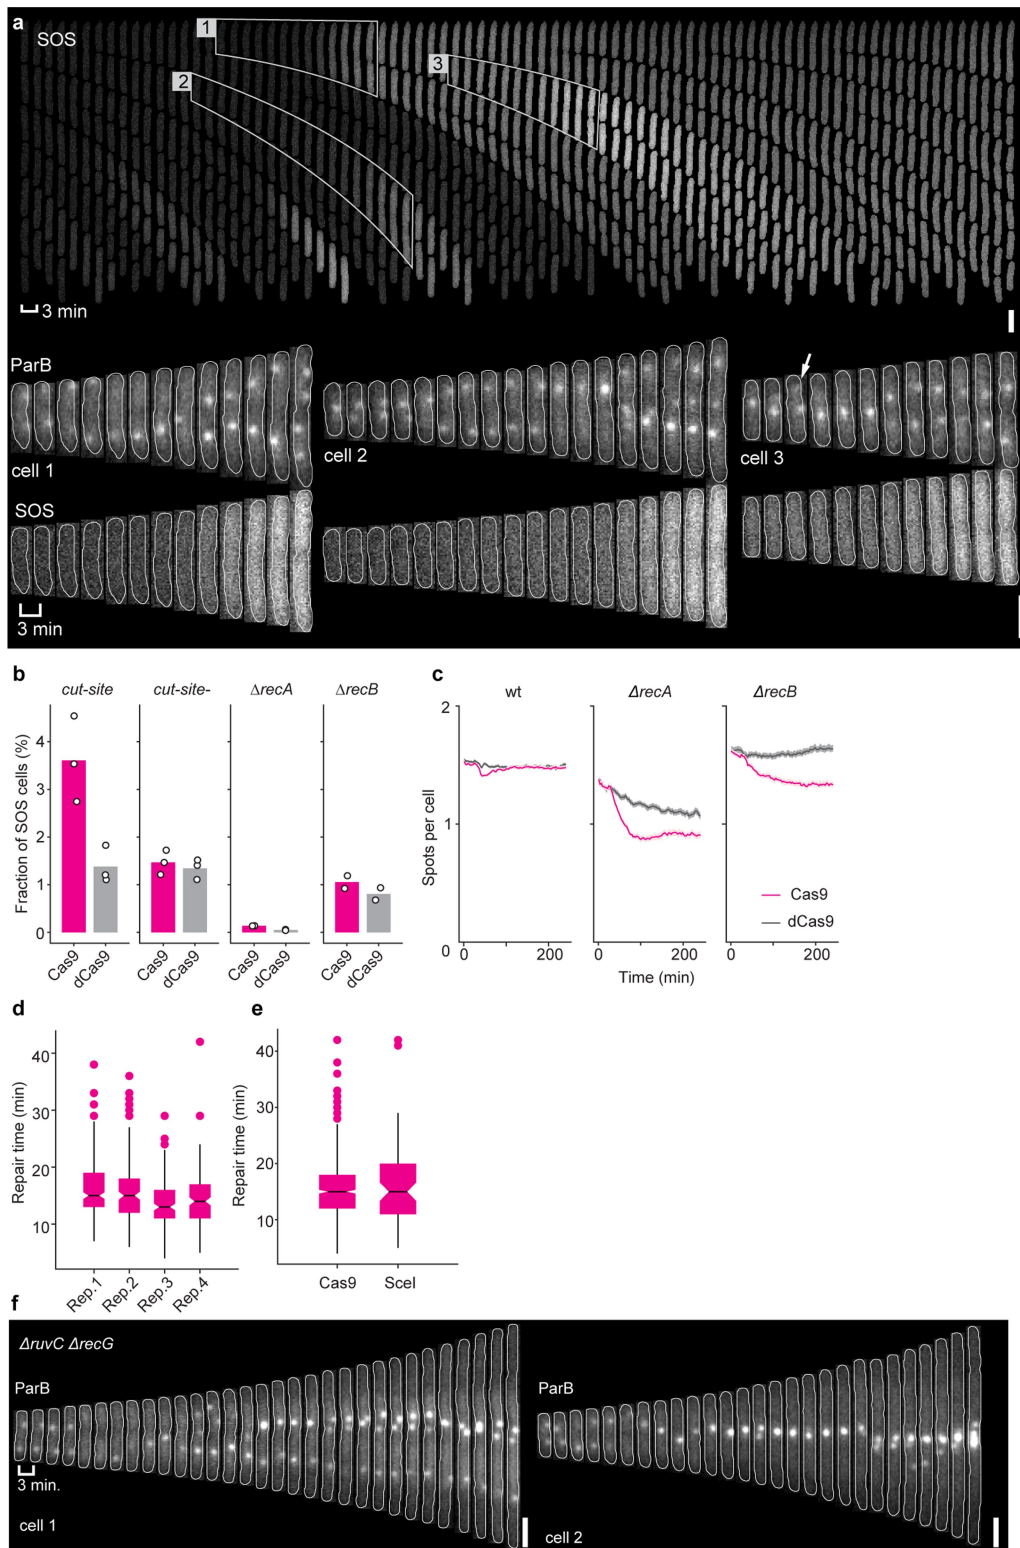 a
SOS
1
2
3
3 min
ParB
cell 1
cell 2
cell 3
SOS
3 min
b
cut-site
cut-site-
ΔrecA
ΔrecB
Fraction of SOS cells (%)
4
3
2
1
0
Cas9
dCas9
Cas9
dCas9
Cas9
dCas9
Cas9
dCas9
c
wt
ΔrecA
ΔrecB
Spots per cell
2
1
0
0
200
0
200
0
200
Time (min)
Cas9
dCas9
d
Repair time (min)
40
30
20
10
Rep.1
Rep.2
Rep.3
Rep.4
e
Repair time (min)
40
30
20
10
Cas9
SceI
f
ΔruvC ΔrecG
ParB
3 min.
cell 1
ParB
cell 2